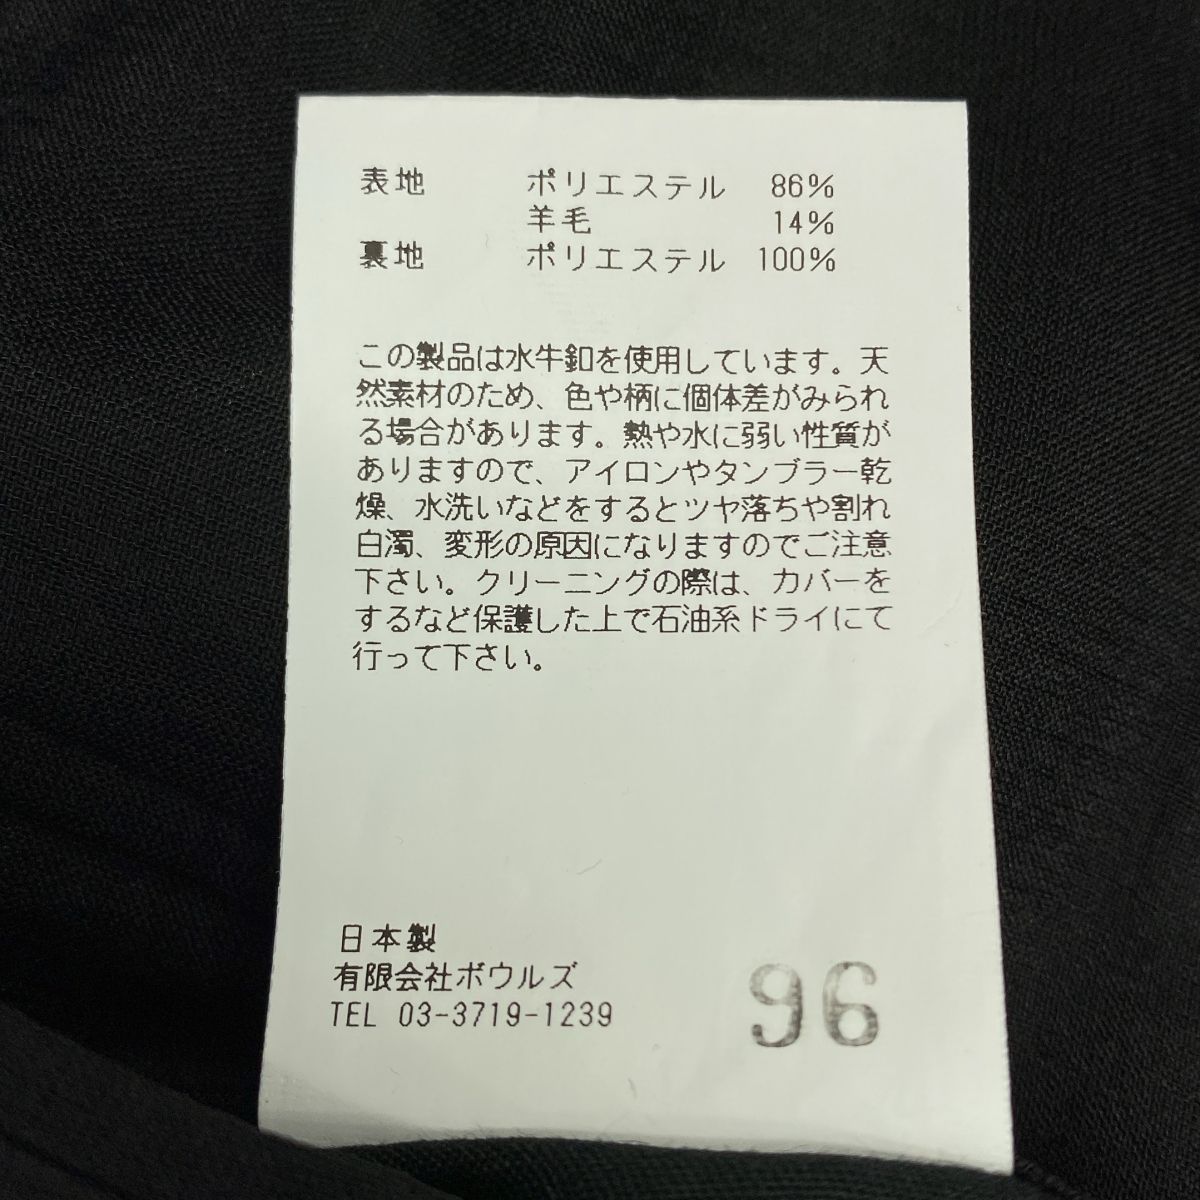 表地 ポリエステル 86%
羊毛 14%
裏地 ポリエステル 100%
この製品は水牛釦を使用しています。天
然素材のため、色や柄に個体差がみられ
る場合があります。熱や水に弱い性質が
ありますので、アイロンやタンブラー乾
燥、水洗いなどをするとツヤ落ちや割れ
白濁、変形の原因になりますのでご注意
下さい。クリーニングの際は、カバーを
するなど保護した上で石油系ドライにて
行って下さい。
日本製
有限会社ボウルズ
TEL 03-3719-1239
96